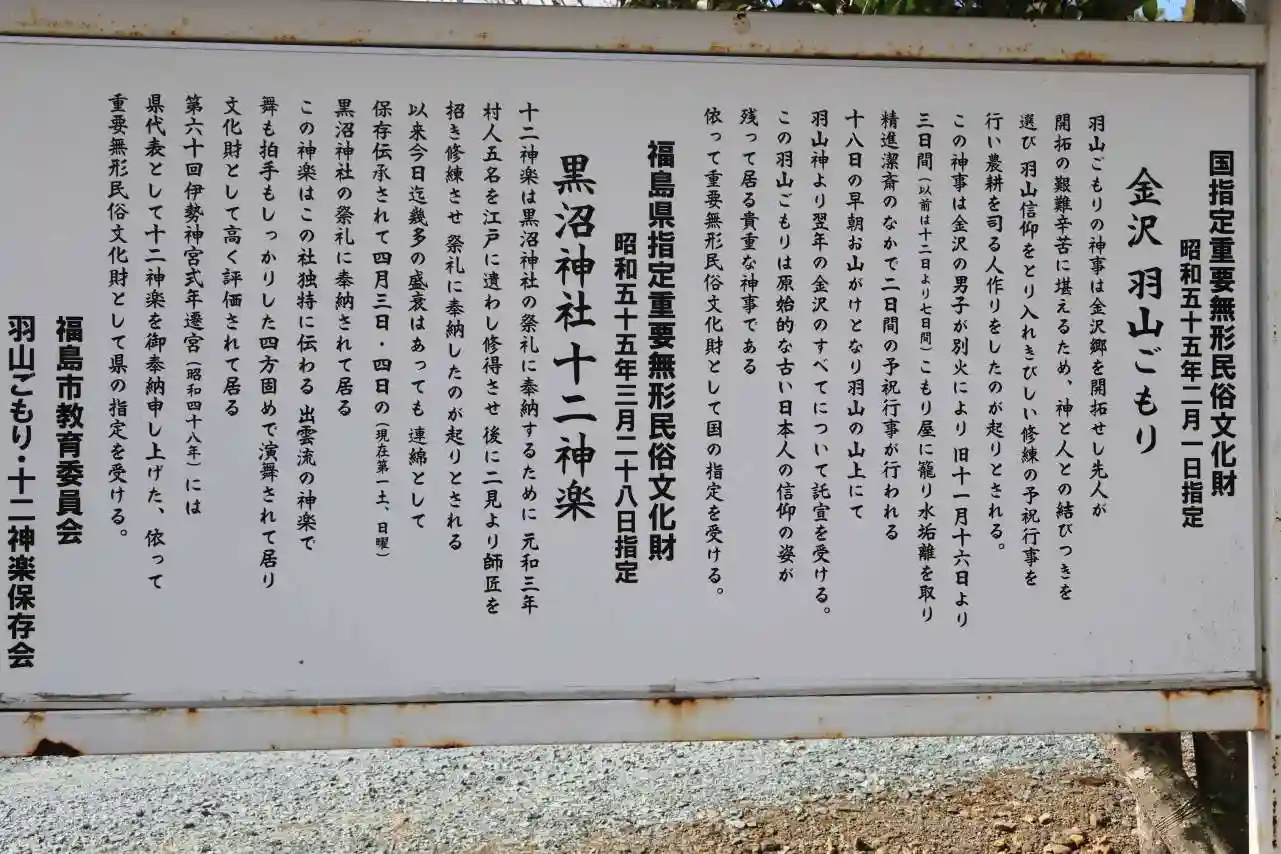 国指定重要無形民俗文化財
昭和五十五年二月一日指定
金沢 羽山ごもり
羽山ごもりの神事は金沢郷を開拓せし先人が
開拓の艱難辛苦に堪えるため、神と人との結びつきを
選び 羽山信仰をとり入れきびしい修練の予祝行事を
行い農耕を司る人作りをしたのが起りとされる。
この神事は金沢の男子が別火により 旧十一月十六日より
三日間（以前は十二日より七日間）こもり屋に籠り水垢離を取り
精進潔斎のなかで二日間の予祝行事が行われる
十八日の早朝お山がけとなり羽山の山上にて
羽山神より翌年の金沢のすべてについて託宣を受ける。
この羽山ごもりは原始的な古い日本人の信仰の姿が
残って居る貴重な神事である
依って重要無形民俗文化財として国の指定を受ける。
福島県指定重要無形民俗文化財
昭和五十五年三月二十八日指定
黒沼神社十二神楽
十二神楽は黒沼神社の祭礼に奉納するために 元和三年
村人五名を江戸に遣わし修得させ 後に二見より師匠を
招き修練させ 祭礼に奉納したのが起りとされる
以来今日迄幾多の盛衰はあっても 連綿として
保存伝承されて四月三日・四日の（現在第一土、日曜）
黒沼神社の祭礼に奉納されて居る
この神楽はこの社独特に伝わる 出雲流の神楽で
舞も拍手もしっかりした四方固めで演舞されて居り
文化財として高く評価されて居る
第六十回伊勢神宮式年遷宮（昭和四十八年）には
県代表として十二神楽を御奉納申し上げた、依って
重要無形民俗文化財として県の指定を受ける。
福島市教育委員会
羽山ごもり・十二神楽保存会